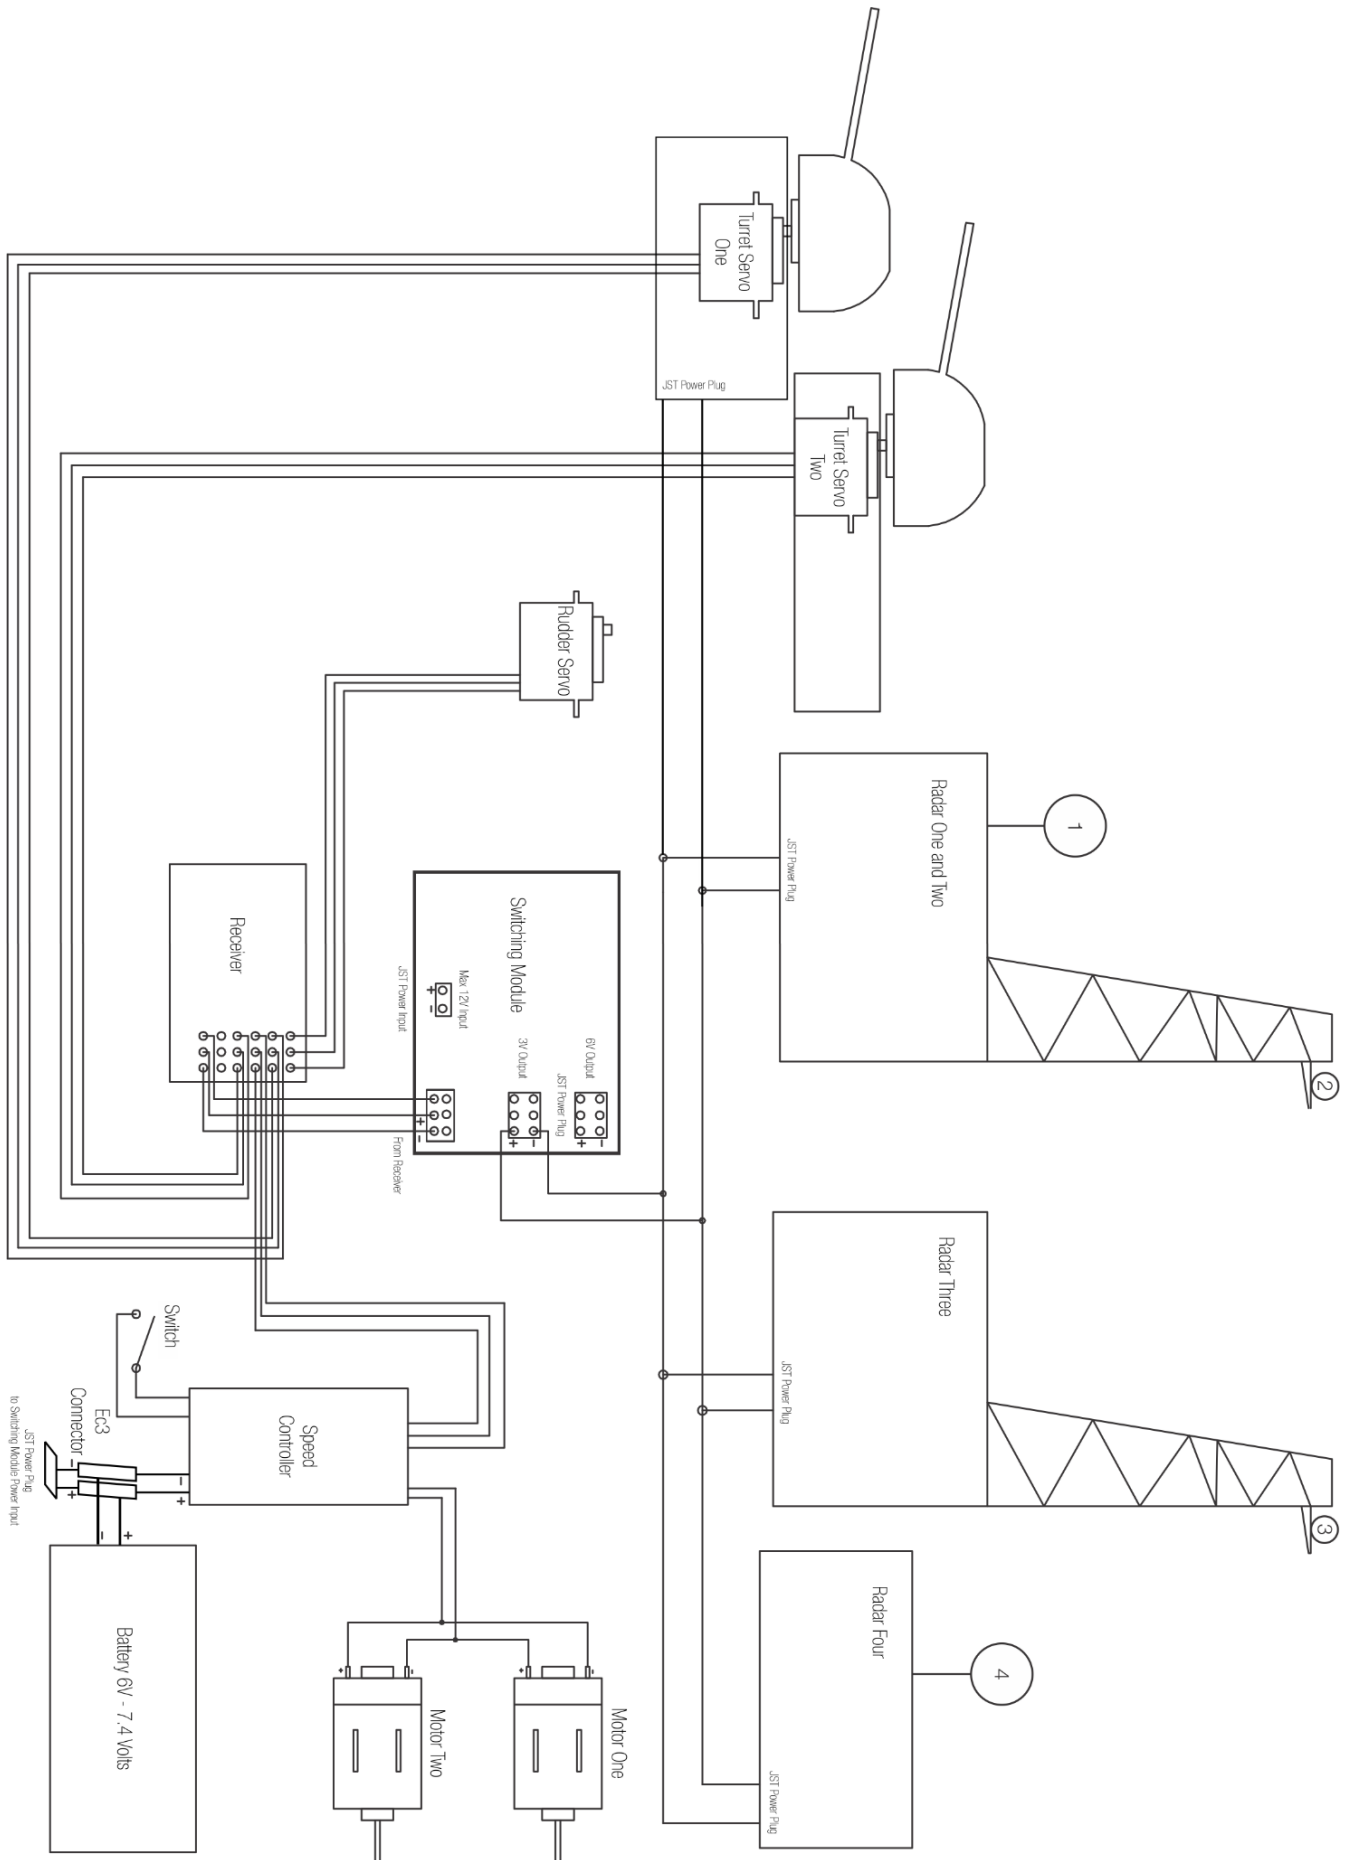 Turret Servo
One
JST Power Plug
Turret Servo
Two
Rudder Servo
Radar One and Two
JST Power Plug
1
2
Receiver
Switching Module
Max 12V Input
JST Power Input
+
-
3V Output
6V Output
JST Power Plug
+
-
+
-
+
-
From Receiver
Radar Three
JST Power Plug
3
Radar Four
JST Power Plug
4
Switch
Speed
Controller
-
+
Ec3
Connector
-
+
JST Power Plug
to Switching Module Power Input
-
+
Battery 6V - 7.4 Volts
Motor One
+
-
Motor Two
+
-